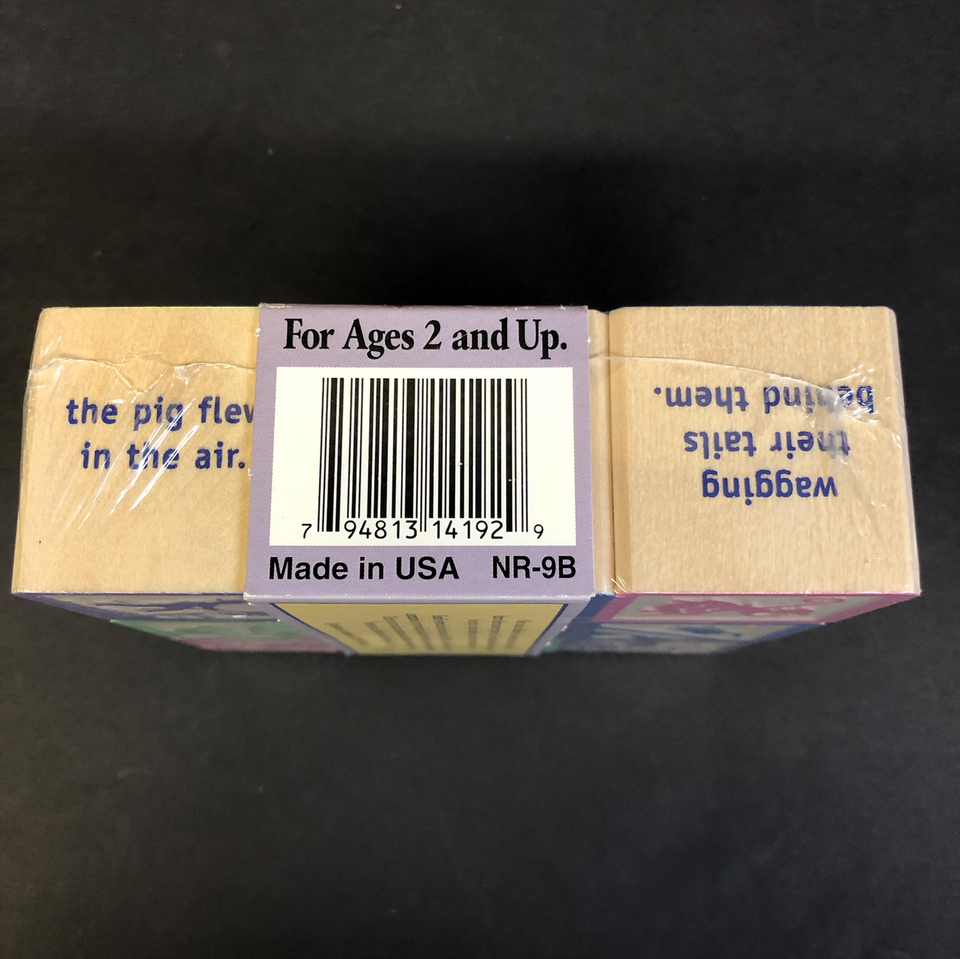 the pig flew
in the air.
For Ages 2 and Up.
7 94813 14192 9
Made in USA NR-9B
wagging
their tails
behind them.